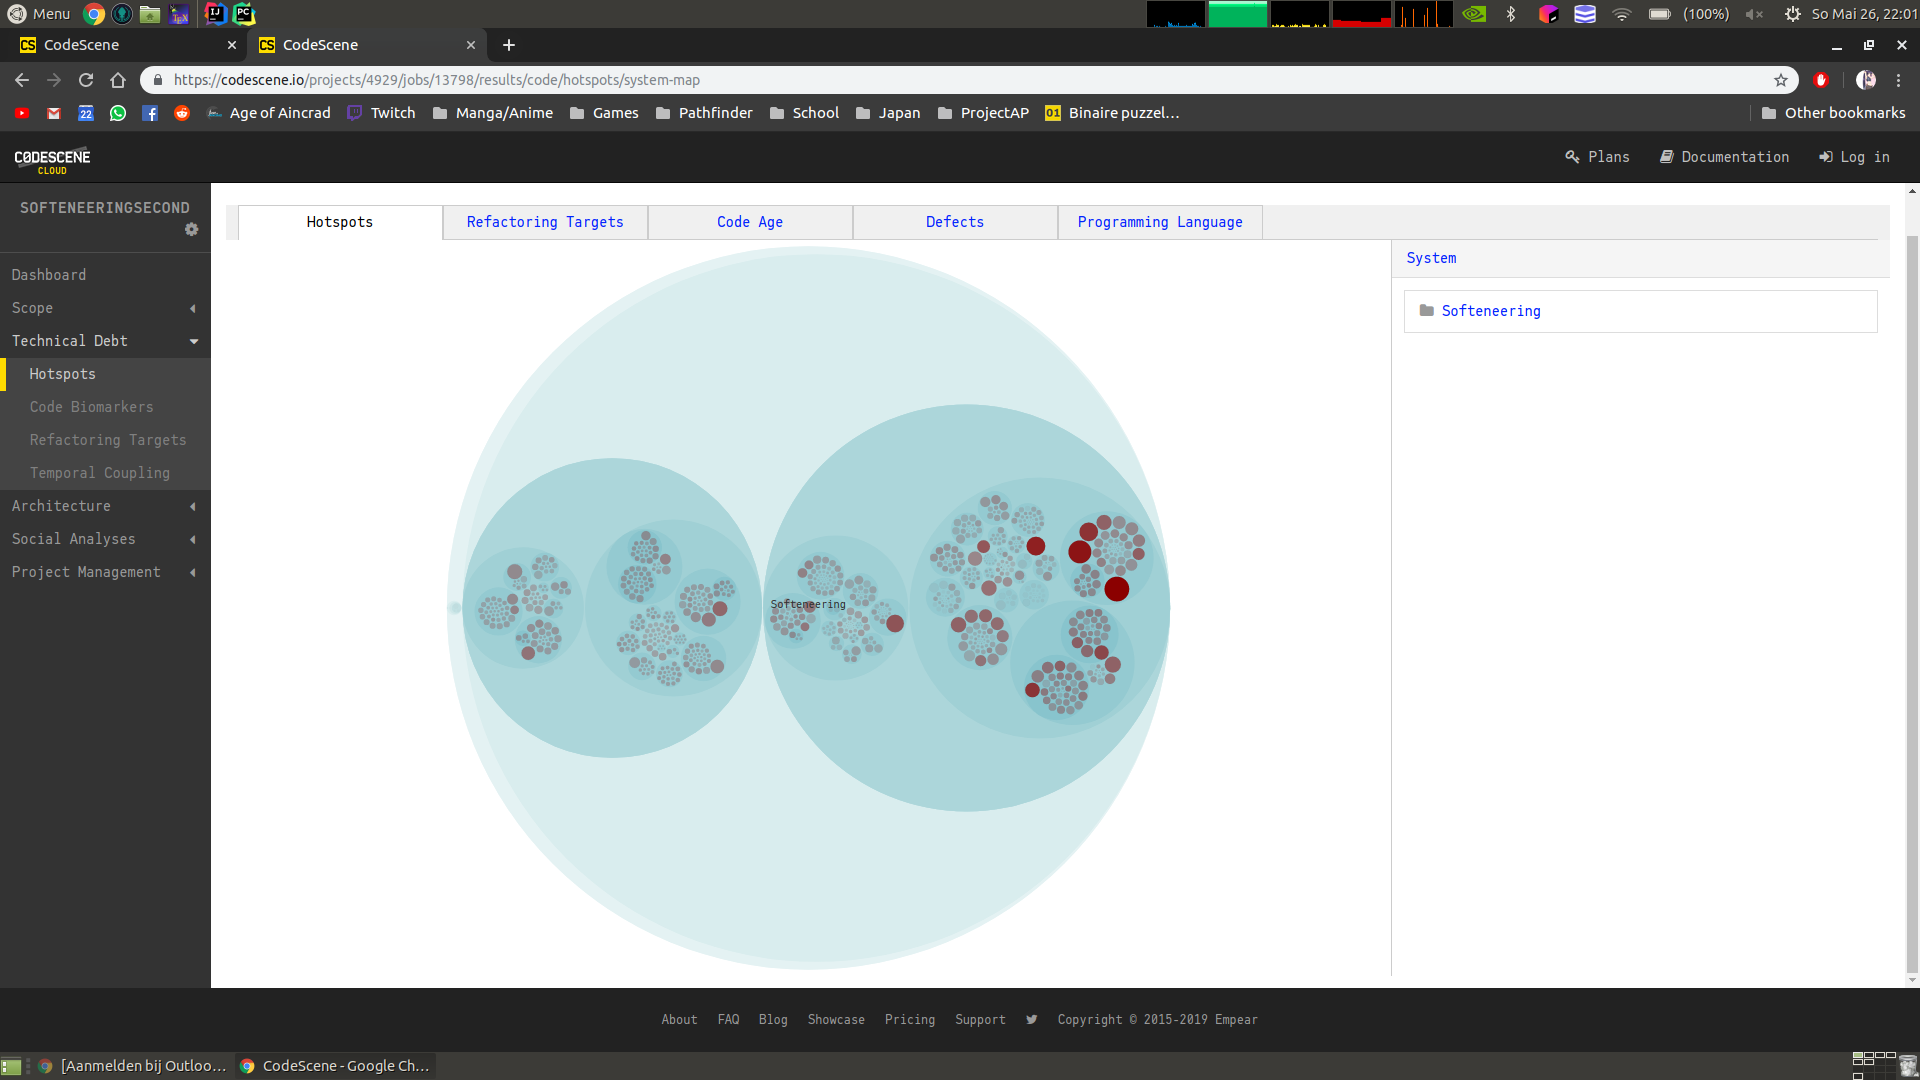 Menu
(100%)
So Mai 26, 22:01
CS CodeScene
CS CodeScene
https://codescene.io/projects/4929/jobs/13798/results/code/hotspots/system-map
22
Age of Aincrad
Twitch
Manga/Anime
Games
Pathfinder
School
Japan
ProjectAP
01 Binaire puzzel...
Other bookmarks
CODESCENE
CLOUD
Plans
Documentation
Log in
SOFTENEERINGSECOND
Dashboard
Scope
Technical Debt
Hotspots
Code Biomarkers
Refactoring Targets
Temporal Coupling
Architecture
Social Analyses
Project Management
Hotspots
Refactoring Targets
Code Age
Defects
Programming Language
Softeneering
System
Softeneering
About
FAQ
Blog
Showcase
Pricing
Support
Copyright © 2015-2019 Empear
[Aanmelden bij Outloo...
CodeScene - Google Ch...